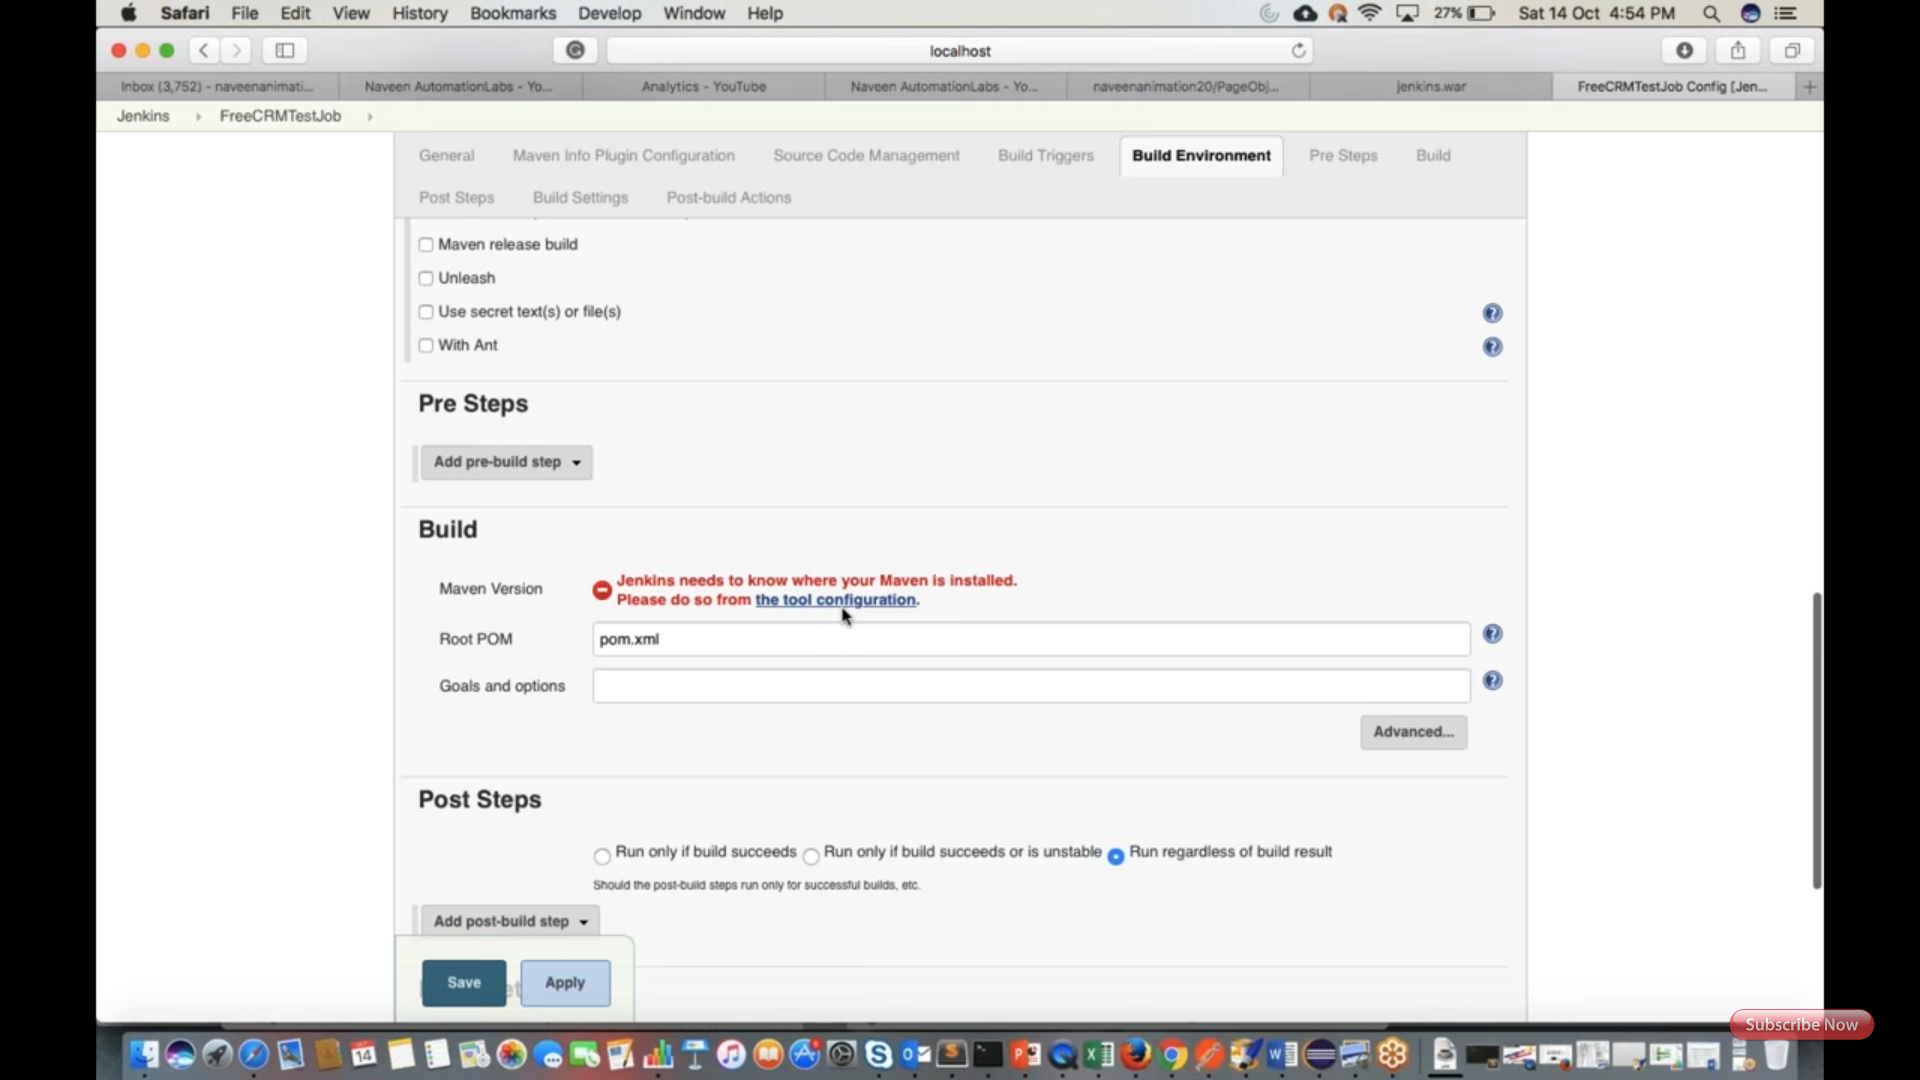 Safari File Edit View History Bookmarks Develop Window Help 27% Sat 14 Oct 4:54 PM
localhost
Inbox (3,752) - naveenanimati... Naveen AutomationLabs - Yo... Analytics - YouTube Naveen AutomationLabs - Yo... naveenanimation20/PageObj... jenkins.war FreeCRMTestJob Config [Jen...
Jenkins FreeCRMTestJob
General Maven Info Plugin Configuration Source Code Management Build Triggers Build Environment Pre Steps Build
Post Steps Build Settings Post-build Actions
Maven release build
Unleash
Use secret text(s) or file(s)
With Ant
Pre Steps
Add pre-build step
Build
Maven Version
Jenkins needs to know where your Maven is installed.
Please do so from the tool configuration.
Root POM pom.xml
Goals and options
Advanced...
Post Steps
Run only if build succeeds Run only if build succeeds or is unstable Run regardless of build result
Should the post-build steps run only for successful builds, etc.
Add post-build step
Save Apply
Subscribe Now
14